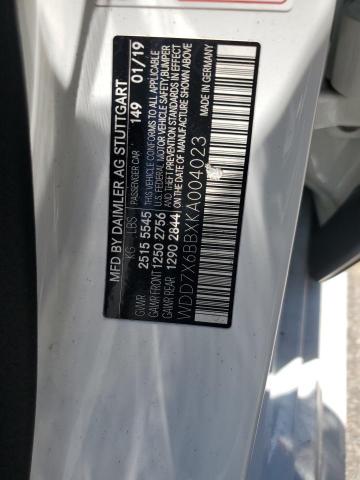 MFD BY DAIMLER AG STUTTGART
PASSENGER CAR 149 01/19
KG LBS
GVWR 2515 5545
GAWR FRONT 1250 2756
GAWR REAR 1290 2844
THIS VEHICLE CONFORMS TO ALL APPLICABLE
U.S. FEDERAL MOTOR VEHICLE SAFETY, BUMPER
AND THEFT PREVENTION STANDARDS IN EFFECT
ON THE DATE OF MANUFACTURE SHOWN ABOVE
MADE IN GERMANY
WDD7X6BBXKA004023